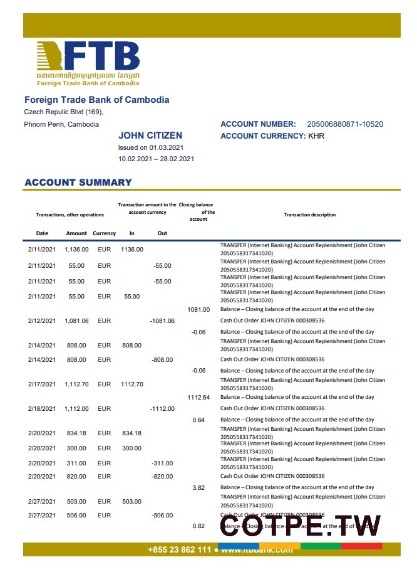 FTB
Foreign Trade Bank of Cambodia
Foreign Trade Bank of Cambodia
Czech Repulic Blvd (169),
Phnom Penh, Cambodia
JOHN CITIZEN
Issued on 01.03.2021
10.02.2021 – 28.02.2021
ACCOUNT NUMBER: 205006880871-10520
ACCOUNT CURRENCY: KHR
ACCOUNT SUMMARY
Transactions, other operations Transaction amount in the account currency Closing balance of the account Transaction description
Date Amount Currency In Out
2/11/2021 1,136.00 EUR 1136.00 TRANSFER (Internet Banking) Account Replenishment (John Citizen
2050558317341020)
2/11/2021 55.00 EUR -55.00 TRANSFER (Internet Banking) Account Replenishment (John Citizen
2050558317341020)
2/11/2021 55.00 EUR -55.00 TRANSFER (Internet Banking) Account Replenishment (John Citizen
2050558317341020)
2/11/2021 55.00 EUR 55.00 TRANSFER (Internet Banking) Account Replenishment (John Citizen
2050558317341020)
1081.00 Balance – Closing balance of the account at the end of the day
2/12/2021 1,081.06 EUR -1081.06 Cash Out Order JOHN CITIZEN 000308536
-0.06 Balance – Closing balance of the account at the end of the day
2/14/2021 808.00 EUR 808.00 TRANSFER (Internet Banking) Account Replenishment (John Citizen
2050558317341020)
2/14/2021 808.00 EUR -808.00 Cash Out Order JOHN CITIZEN 000308536
-0.06 Balance – Closing balance of the account at the end of the day
2/17/2021 1,112.70 EUR 1112.70 TRANSFER (Internet Banking) Account Replenishment (John Citizen
2050558317341020)
1112.64 Balance – Closing balance of the account at the end of the day
2/18/2021 1,112.00 EUR -1112.00 Cash Out Order JOHN CITIZEN 000308536
0.64 Balance – Closing balance of the account at the end of the day
2/20/2021 834.18 EUR 834.18 TRANSFER (Internet Banking) Account Replenishment (John Citizen
2050558317341020)
2/20/2021 300.00 EUR 300.00 TRANSFER (Internet Banking) Account Replenishment (John Citizen
2050558317341020)
2/20/2021 311.00 EUR -311.00 TRANSFER (Internet Banking) Account Replenishment (John Citizen
2050558317341020)
2/20/2021 820.00 EUR -820.00 Cash Out Order JOHN CITIZEN 000308536
3.82 Balance – Closing balance of the account at the end of the day
2/27/2021 503.00 EUR 503.00 TRANSFER (Internet Banking) Account Replenishment (John Citizen
2050558317341020)
2/27/2021 506.00 EUR -506.00 Cash Out Order JOHN CITIZEN 000308536
0.82 Balance – Closing balance of the account at the end of the day
COTPE.TW
+855 23 862 111 ● www.ftbbank.com